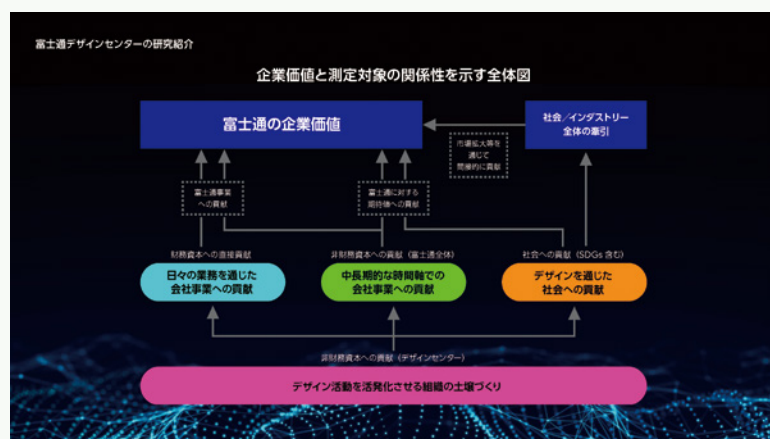 富士通デザインセンターの研究紹介
企業価値と測定対象の関係性を示す全体図
富士通の企業価値
社会／インダストリー
全体の牽引
市場拡大等を
通じて
間接的に貢献
富士通事業
への貢献
富士通に対する
期待値への貢献
財務資本への直接貢献
非財務資本への貢献（富士通全体）
社会への貢献（SDGs 含む）
日々の業務を通じた
会社事業への貢献
中長期的な時間軸での
会社事業への貢献
デザインを通じた
社会への貢献
非財務資本への貢献（デザインセンター）
デザイン活動を活発化させる組織の土壌づくり